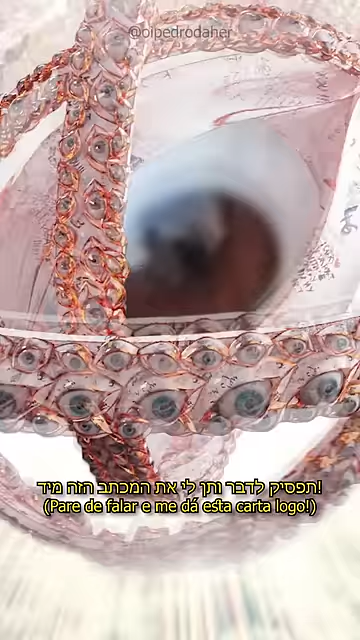 @oipedrodaher
תפסיק לדבר ותן לי את המכתב הזה מיד!
(Pare de falar e me dá esta carta logo!)